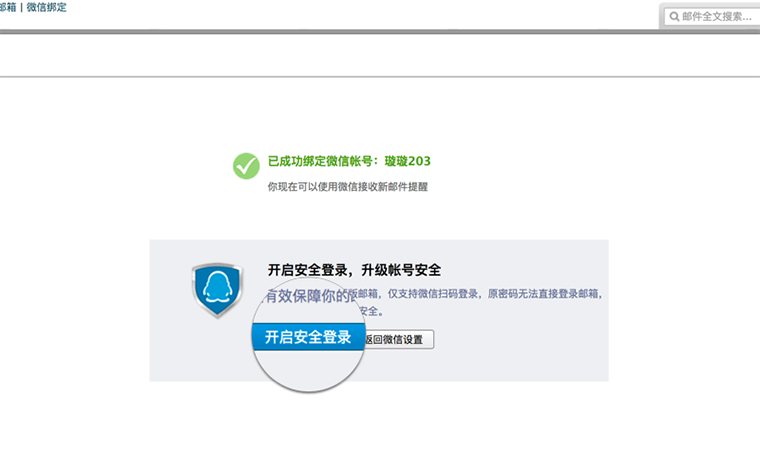 邮箱 | 微信绑定
邮件全文搜索...
已成功绑定微信帐号：璇璇203
你现在可以使用微信接收新邮件提醒
开启安全登录，升级帐号安全
有效保障你的
版邮箱，仅支持微信扫码登录，原密码无法直接登录邮箱，
安全。
开启安全登录
返回微信设置